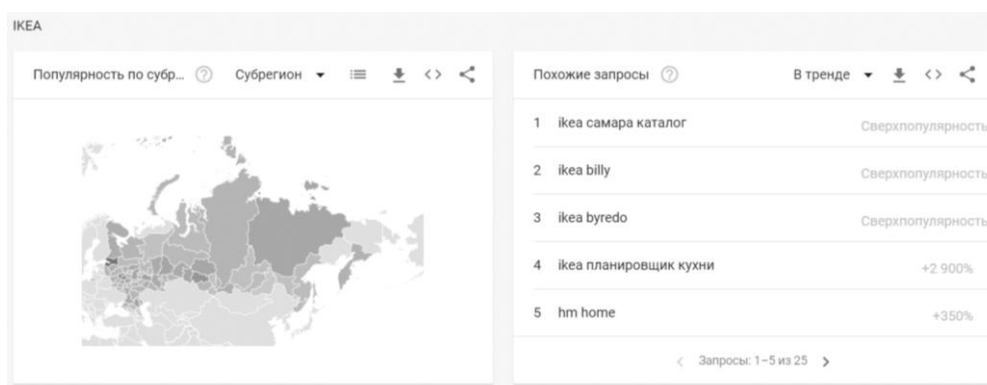 IKEA
Популярность по субр...
Субрегион
Похожие запросы
В тренде
1 ikea самара каталог Сверхпопулярность
2 ikea billy Сверхпопулярность
3 ikea byredo Сверхпопулярность
4 ikea планировщик кухни +2 900%
5 hm home +350%
Запросы: 1–5 из 25